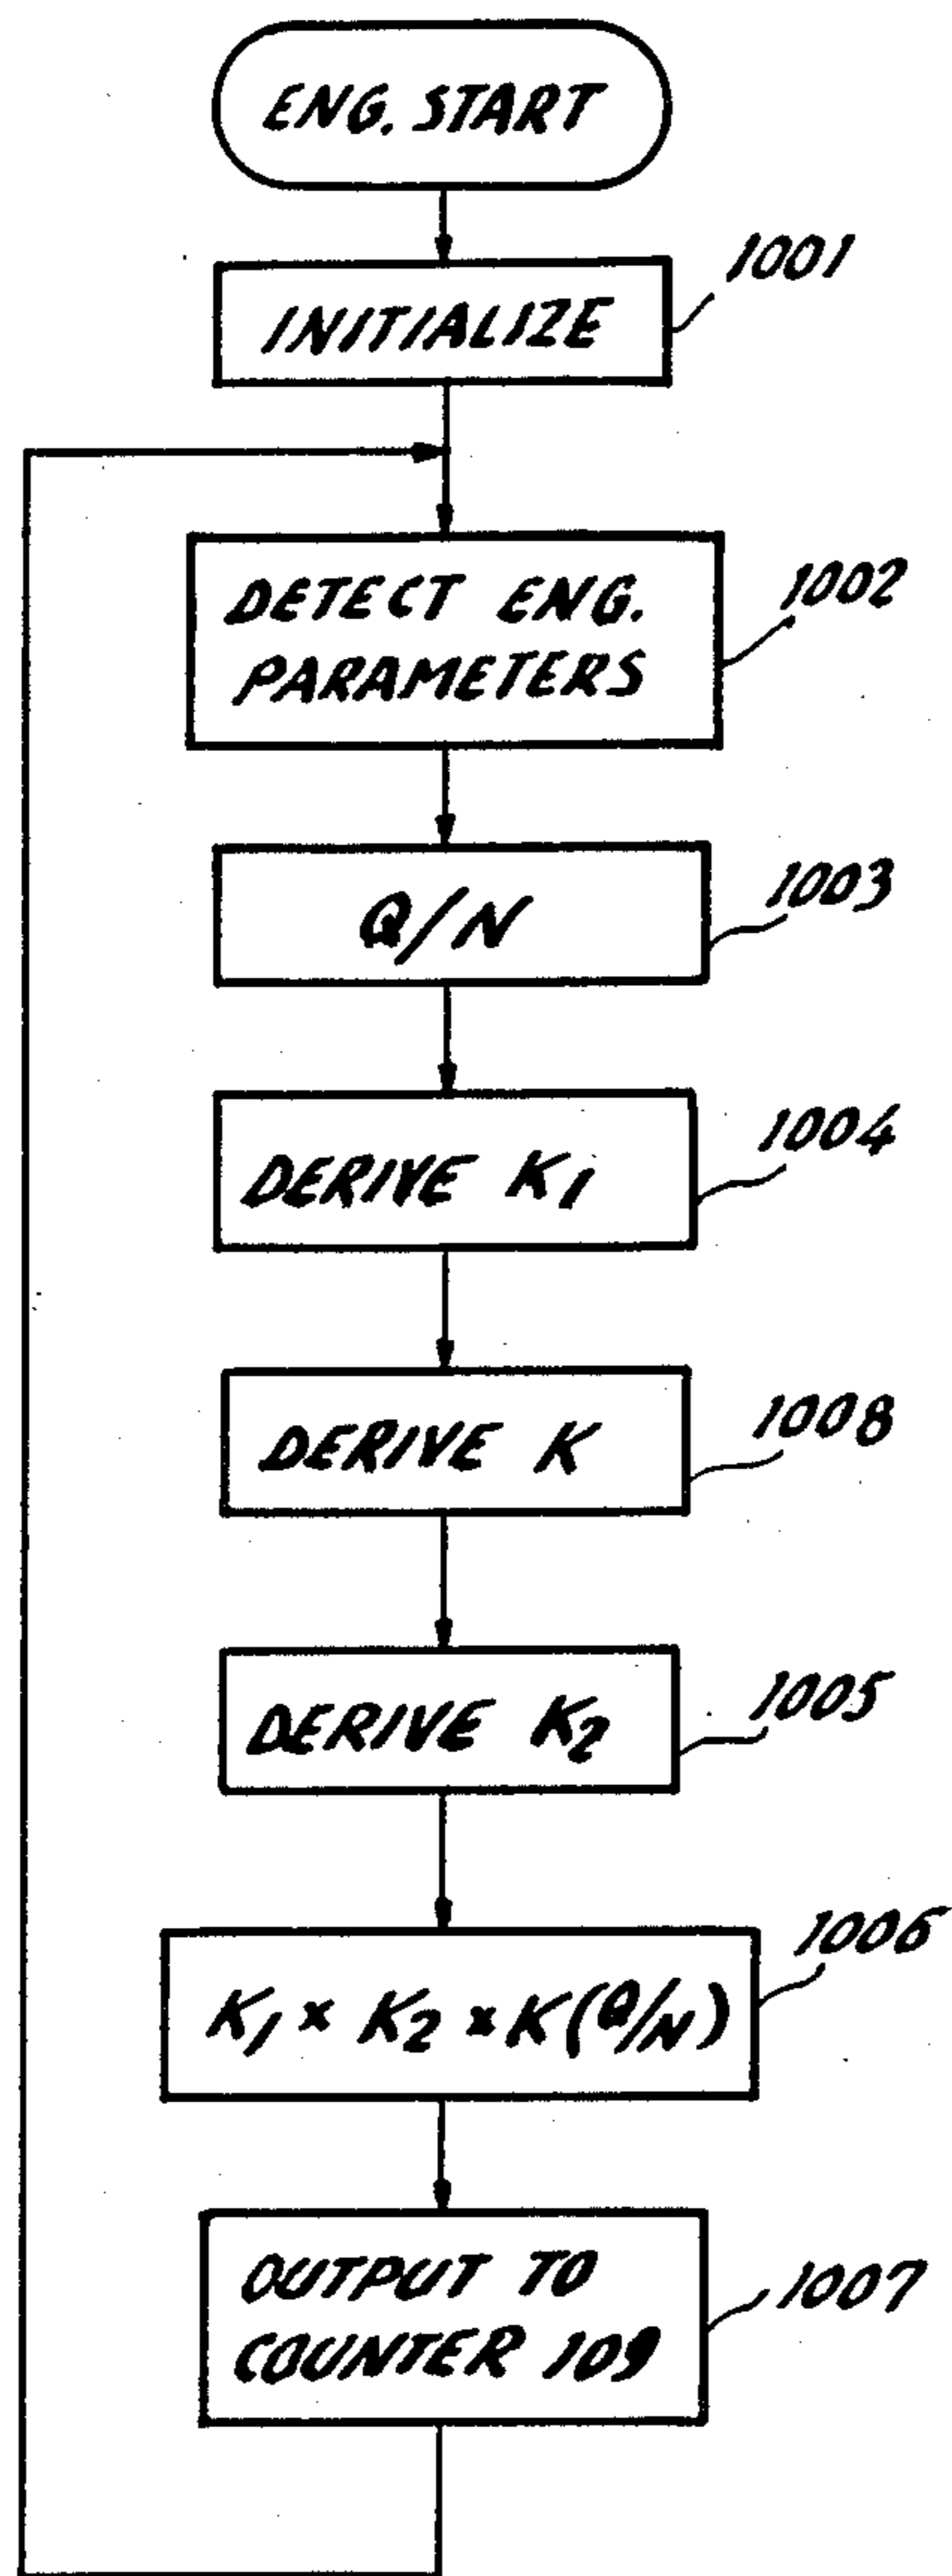 ENG. START
INITIALIZE
1001
DETECT ENG.
PARAMETERS
1002
Q/N
1003
DERIVE K1
1004
DERIVE K
1008
DERIVE K2
1005
K1 × K2 × K(Q/N)
1006
OUTPUT TO
COUNTER 109
1007